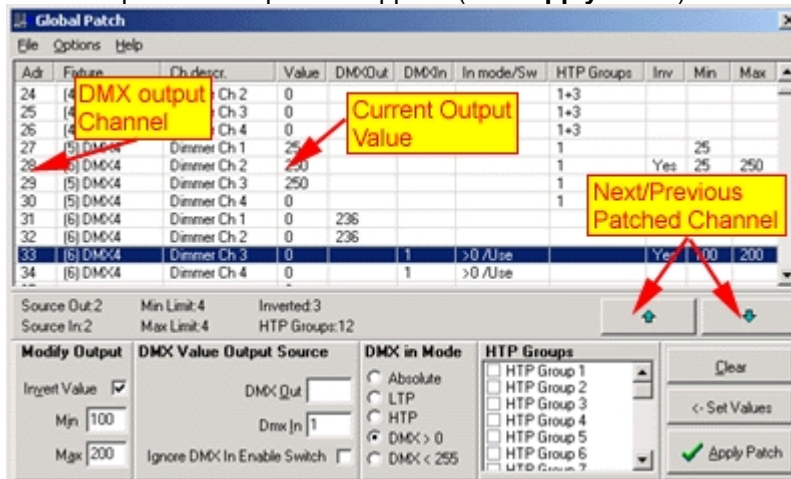 Global Patch
File Options Help
Adr Fixture Ch.descr. Value DMXOut DMXIn In mode/Sw HTP Groups Inv Min Max
DMX output Channel
Current Output Value
Next/Previous Patched Channel
24 Ch 2 0 1+3
25 Ch 3 0 1+3
26 Ch 4 0 1+3
27 (5) DMX4 Dimmer Ch 1 1 25
28 (5) DMX4 Dimmer Ch 2 250 1 Yes 25 250
29 (5) DMX4 Dimmer Ch 3 250 1
30 (5) DMX4 Dimmer Ch 4 0 1
31 (6) DMX4 Dimmer Ch 1 0 236
32 (6) DMX4 Dimmer Ch 2 0 236
33 (6) DMX4 Dimmer Ch 3 0 1 >0 /Use Yes 100 200
34 (6) DMX4 Dimmer Ch 4 0 1 >0 /Use
Source Out:2 Min Limit:4 Inverted:3
Source In:2 Max Limit:4 HTP Groups:12
Modify Output DMX Value Output Source DMX in Mode HTP Groups
Invert Value
Min 100
Max 200
DMX Out
Dmx In 1
Ignore DMX In Enable Switch
Absolute
LTP
HTP
DMX > 0
DMX < 255
HTP Group 1
HTP Group 2
HTP Group 3
HTP Group 4
HTP Group 5
HTP Group 6
HTP Group 7
Clear
<- Set Values
Apply Patch